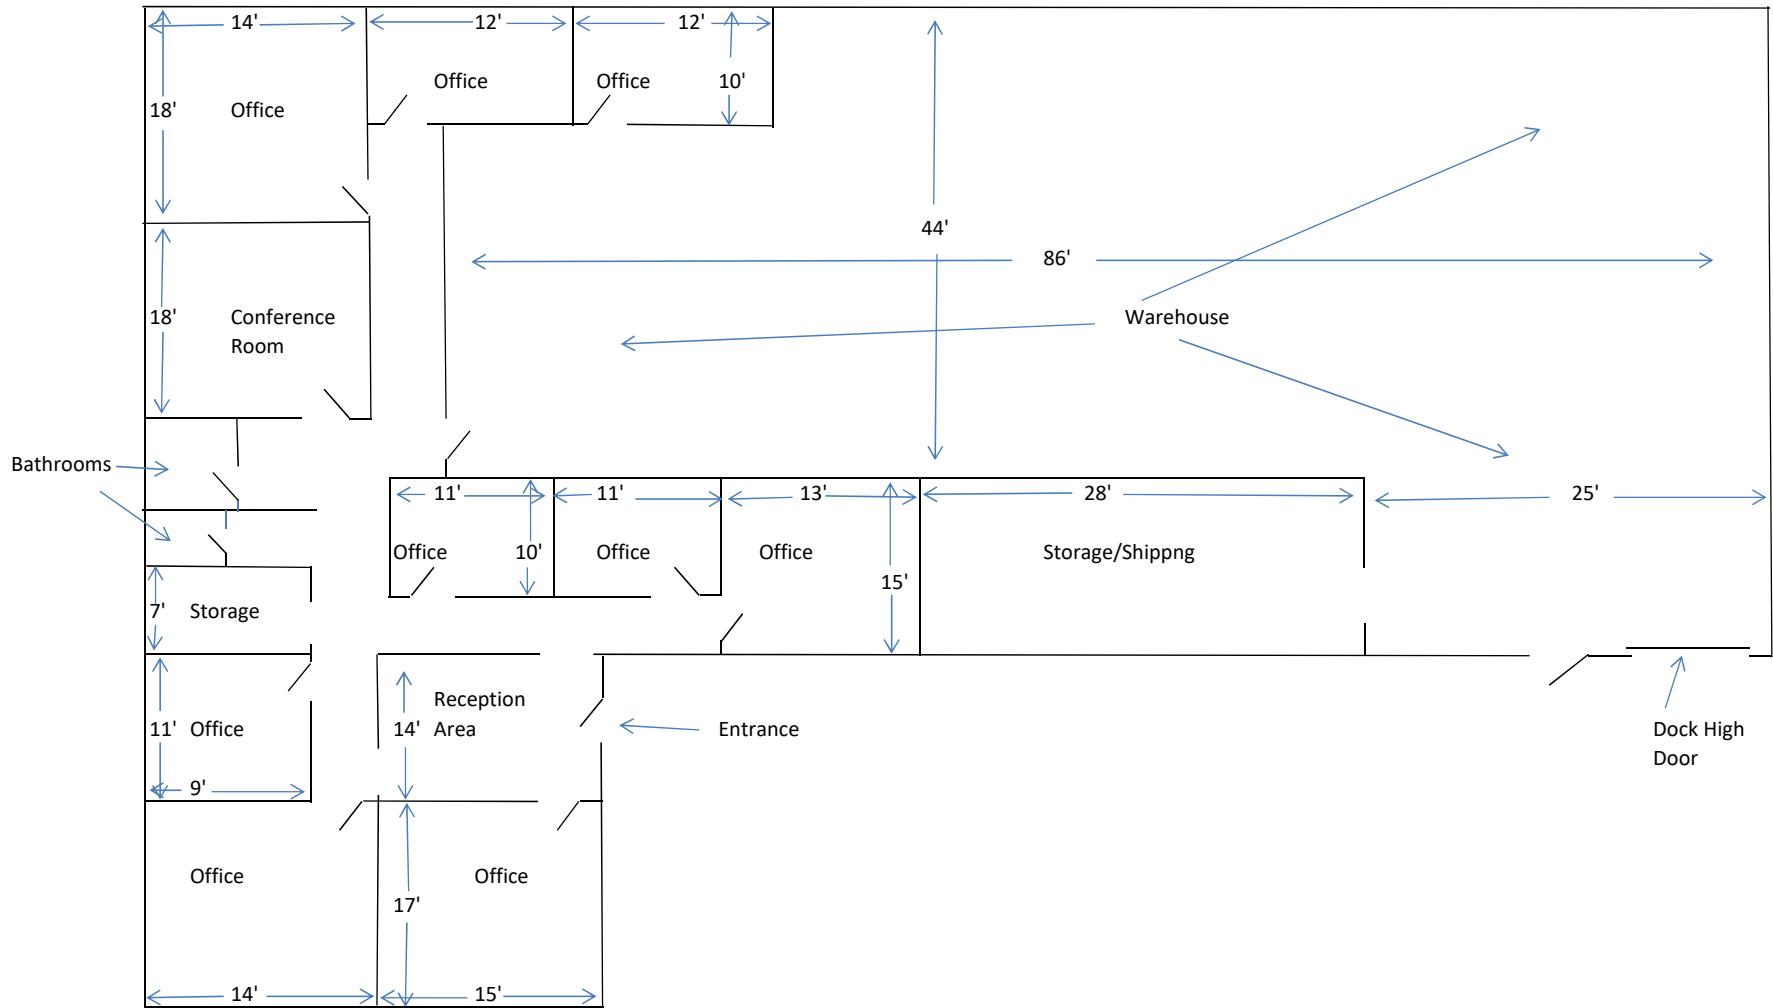 14'
12'
12'
Office
Office
10'
18'
Office
44'
86'
18'
Conference
Room
Warehouse
Bathrooms
11'
11'
13'
28'
25'
Office
10'
Office
Office
Storage/Shippng
15'
7'
Storage
Reception
Area
11'
Office
14'
Entrance
Dock High
Door
9'
Office
Office
17'
14'
15'